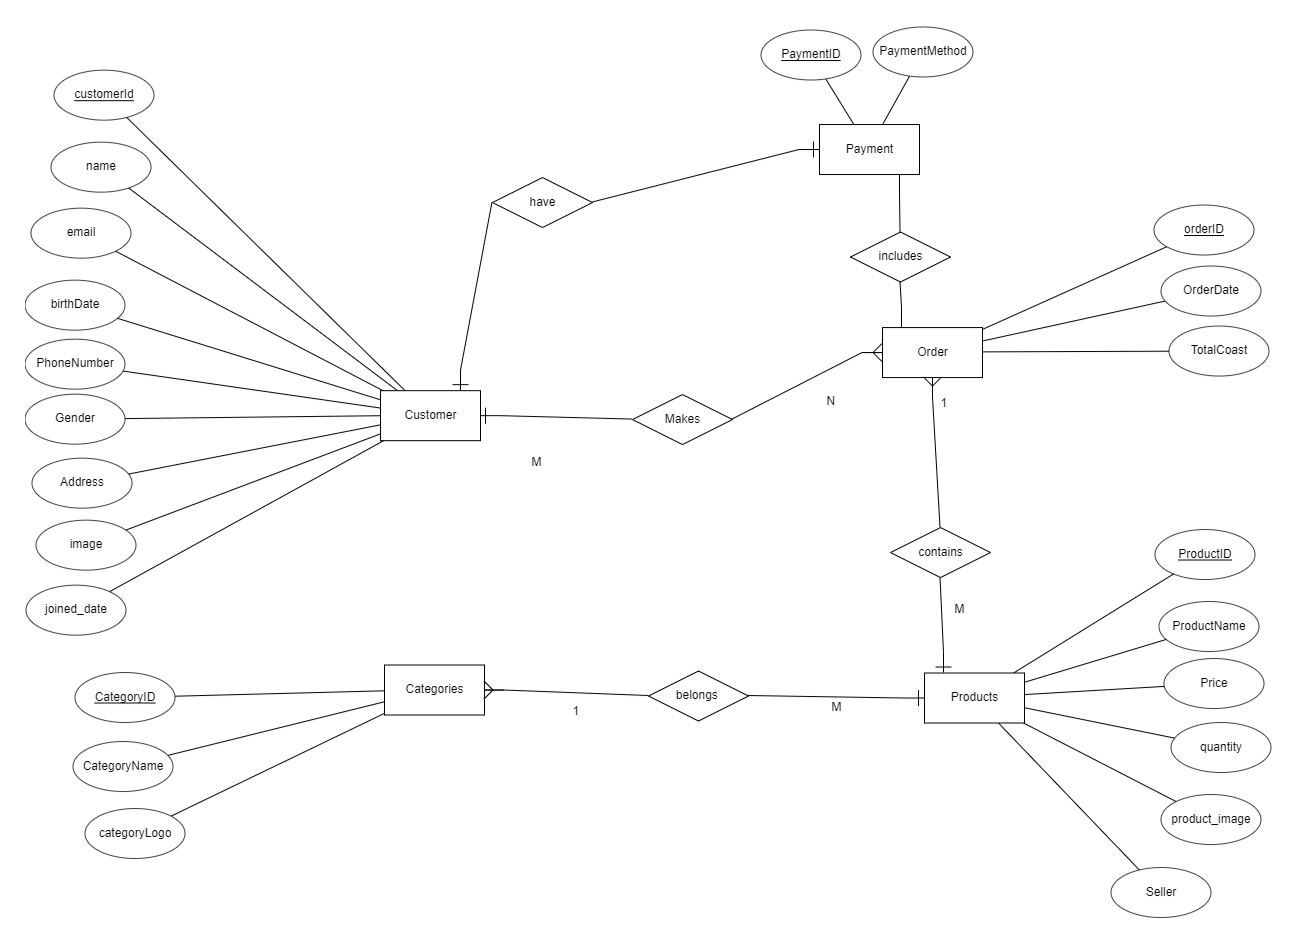 PaymentID
PaymentMethod
customerId
Payment
name
have
email
orderID
includes
birthDate
OrderDate
PhoneNumber
Order
TotalCoast
Gender
Customer
Makes
N
1
M
Address
image
contains
ProductID
joined_date
M
ProductName
CategoryID
Categories
belongs
Products
Price
1
M
quantity
CategoryName
categoryLogo
product_image
Seller